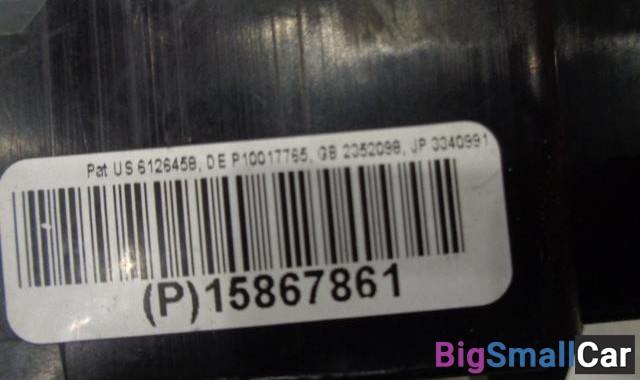 Pat US 6126458, DE P10017765, GB 2352098, JP 3340991
(P)15867861
BigSmallCar